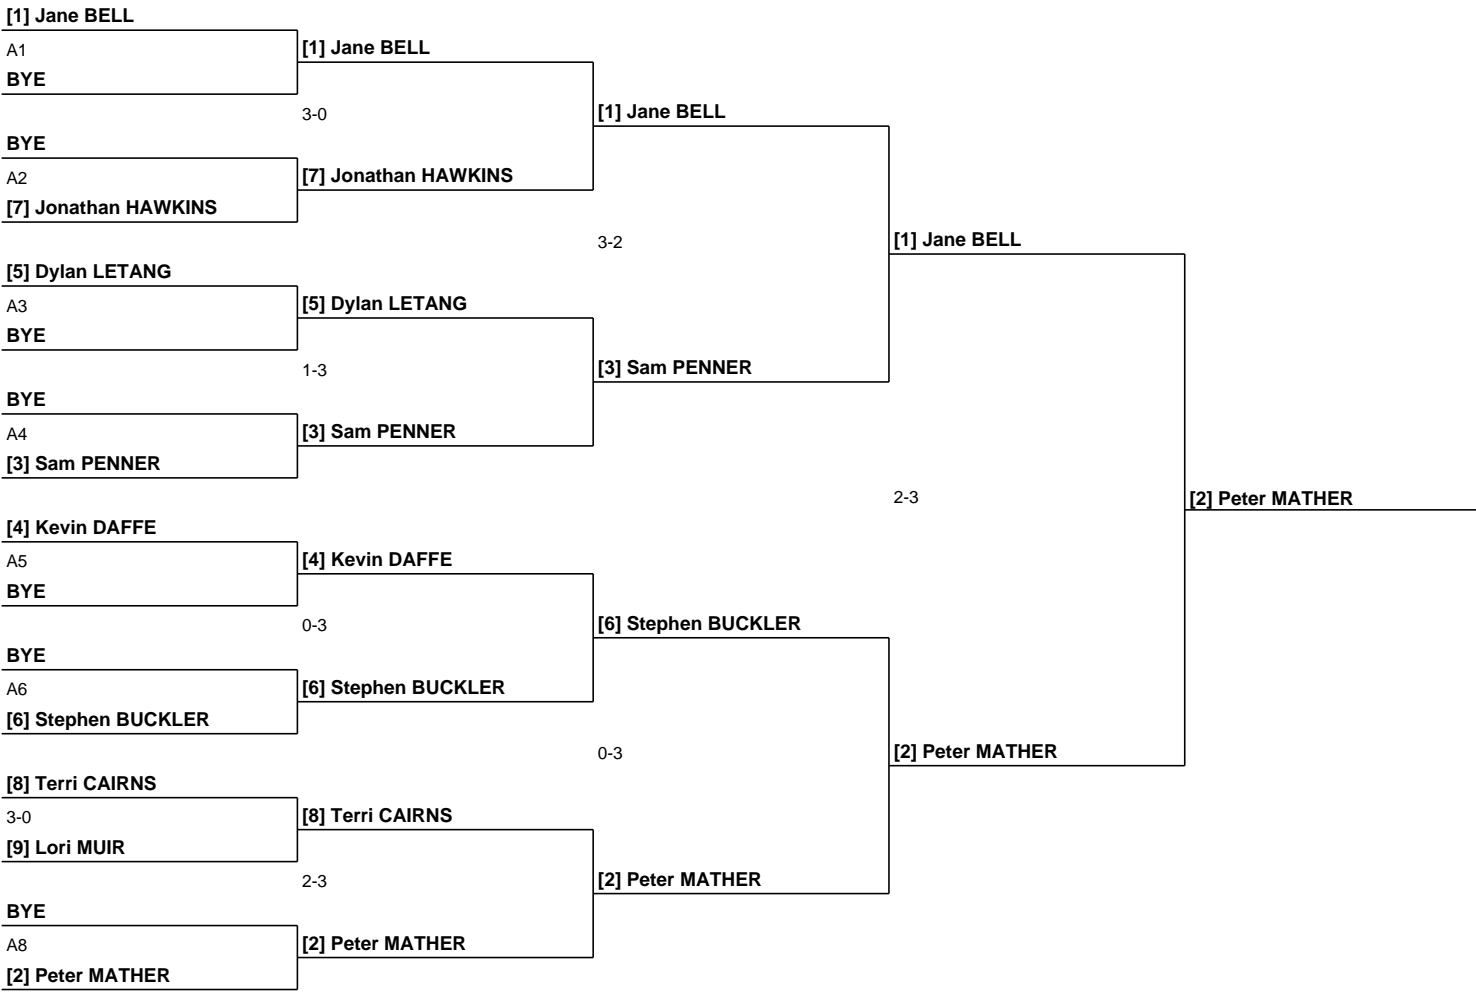 [1] Jane BELL
A1
BYE
BYE
A2
[7] Jonathan HAWKINS
[5] Dylan LETANG
A3
BYE
BYE
A4
[3] Sam PENNER
[4] Kevin DAFFE
A5
BYE
BYE
A6
[6] Stephen BUCKLER
[8] Terri CAIRNS
3-0
[9] Lori MUIR
BYE
A8
[2] Peter MATHER
[1] Jane BELL
3-0
[7] Jonathan HAWKINS
[5] Dylan LETANG
1-3
[3] Sam PENNER
[4] Kevin DAFFE
0-3
[6] Stephen BUCKLER
[8] Terri CAIRNS
2-3
[2] Peter MATHER
[1] Jane BELL
3-2
[3] Sam PENNER
[6] Stephen BUCKLER
0-3
[2] Peter MATHER
[1] Jane BELL
2-3
[2] Peter MATHER
[2] Peter MATHER